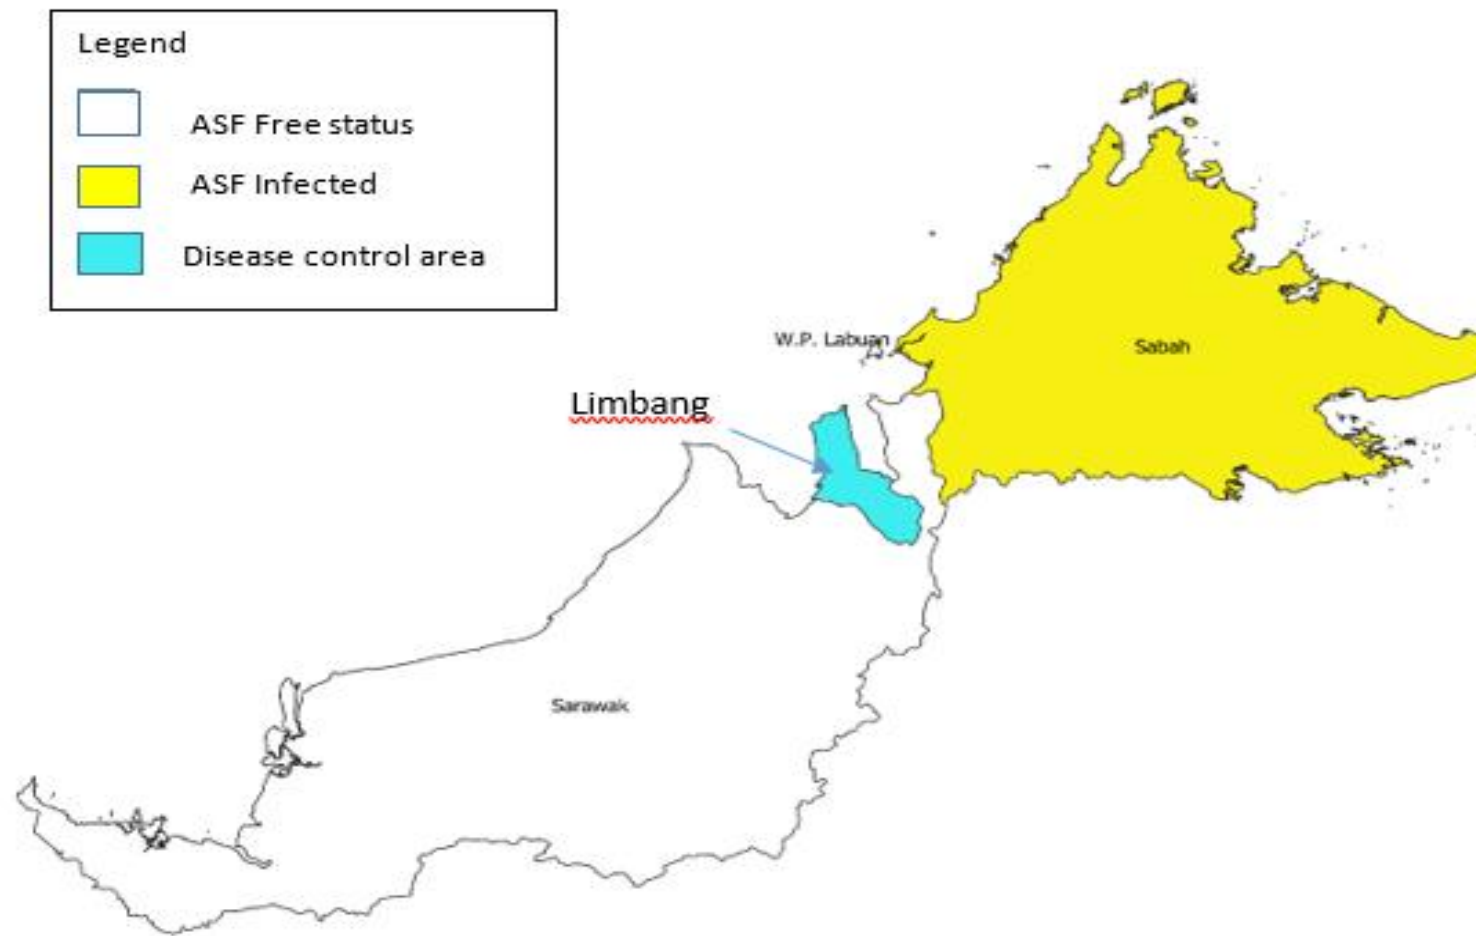 Legend
ASF Free status
ASF Infected
Disease control area
W.P. Labuan
Sabah
Limbang
Sarawak